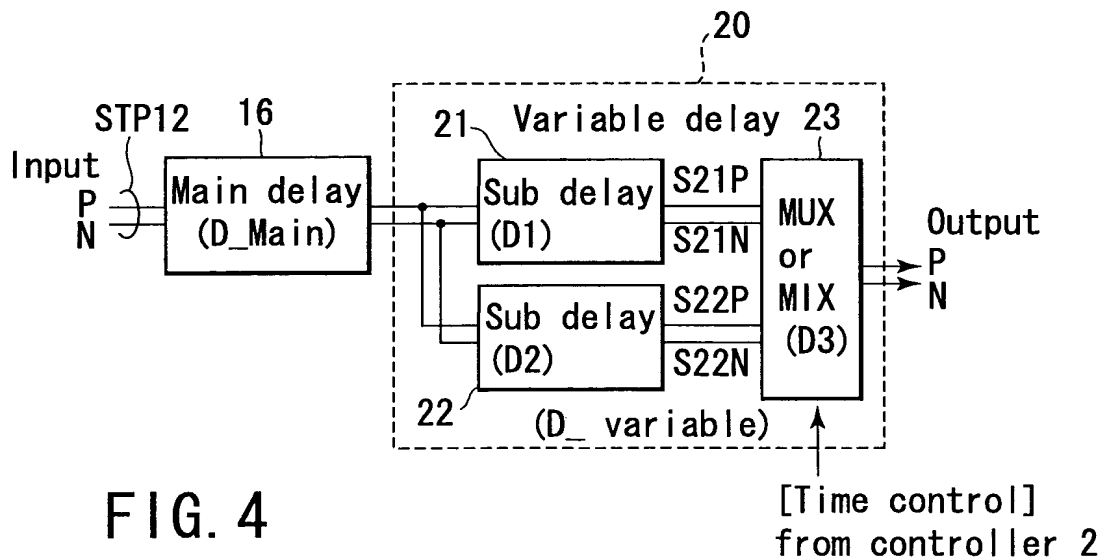 20
STP12
16
21
Variable delay
23
Input
P
N
Main delay
(D_Main)
Sub delay
(D1)
S21P
S21N
Sub delay
(D2)
S22P
S22N
22
MUX
or
MIX
(D3)
Output
P
N
(D_ variable)
[Time control]
from controller 2
FIG. 4